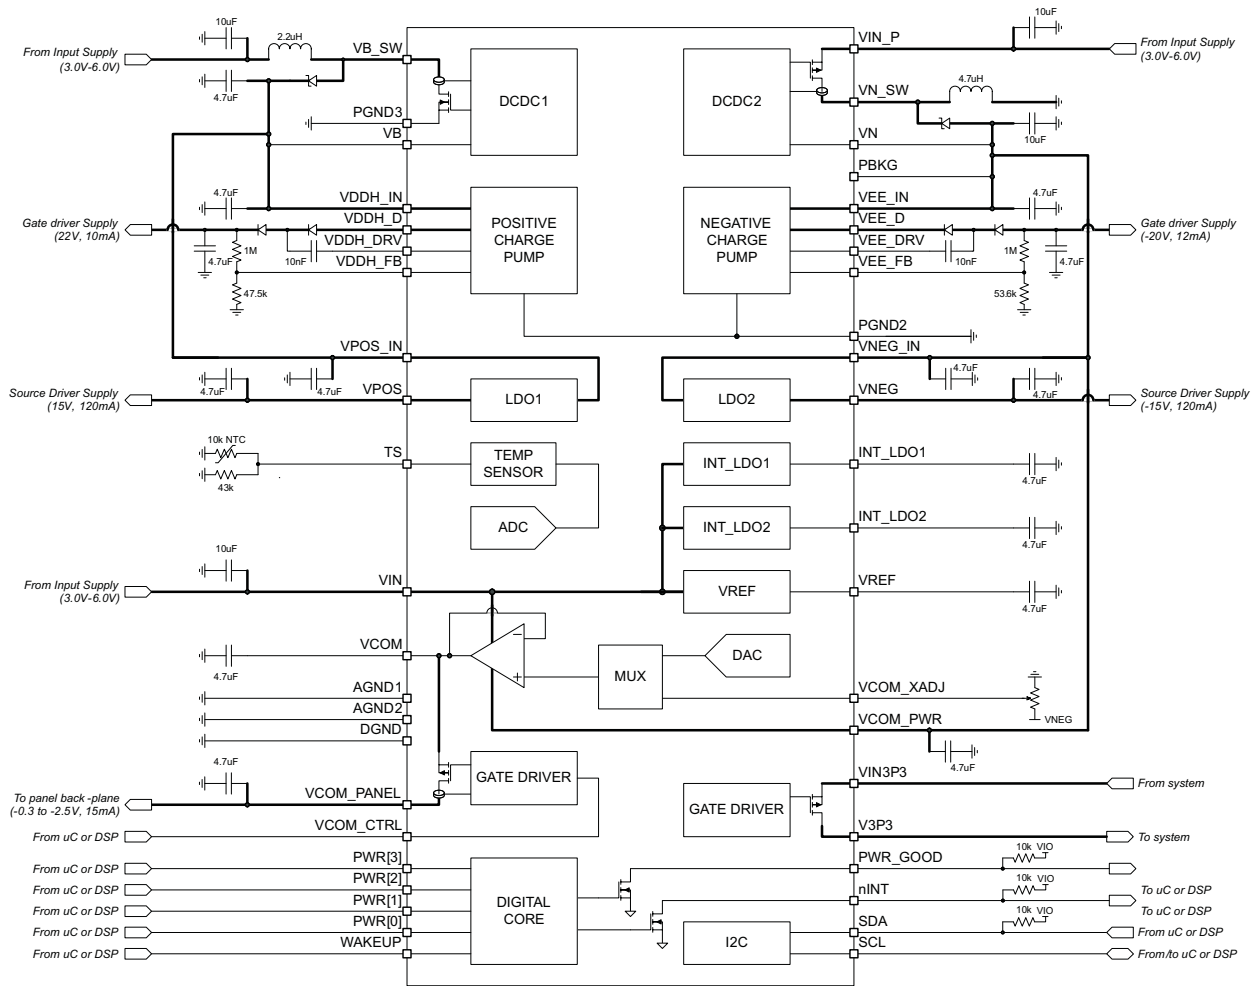 10uF
2.2uH
From Input Supply
(3.0V-6.0V)
VB_SW
4.7uF
PGND3
VB
DCDC1
DCDC2
VIN_P
10uF
From Input Supply
(3.0V-6.0V)
4.7uH
VN_SW
10uF
VN
PBKG
4.7uF
VDDH_IN
Gate driver Supply
(22V, 10mA)
VDDH_D
VDDH_DRV
VDDH_FB
4.7uF
1M
10nF
47.5k
POSITIVE
CHARGE
PUMP
NEGATIVE
CHARGE
PUMP
VEE_IN
VEE_D
VEE_DRV
VEE_FB
4.7uF
Gate driver Supply
(-20V, 12mA)
10nF
1M
4.7uF
53.6k
PGND2
VPOS_IN
VNEG_IN
4.7uF
4.7uF
4.7uF
4.7uF
Source Driver Supply
(15V, 120mA)
VPOS
LDO1
LDO2
VNEG
Source Driver Supply
(-15V, 120mA)
10k NTC
43k
TS
TEMP
SENSOR
ADC
INT_LDO1
INT_LDO1
4.7uF
INT_LDO2
INT_LDO2
4.7uF
10uF
From Input Supply
(3.0V-6.0V)
VIN
VREF
VREF
4.7uF
VCOM
4.7uF
−
+
MUX
DAC
AGND1
AGND2
DGND
VCOM_XADJ
VNEG
VCOM_PWR
4.7uF
4.7uF
GATE DRIVER
To panel back -plane
(-0.3 to -2.5V, 15mA)
VCOM_PANEL
From uC or DSP
VCOM_CTRL
GATE DRIVER
VIN3P3
From system
V3P3
To system
From uC or DSP
PWR[3]
From uC or DSP
PWR[2]
From uC or DSP
PWR[1]
From uC or DSP
PWR[0]
From uC or DSP
WAKEUP
DIGITAL
CORE
I2C
PWR_GOOD
10k VIO
nINT
10k VIO
To uC or DSP
To uC or DSP
SDA
10k VIO
From uC or DSP
SCL
From/to uC or DSP